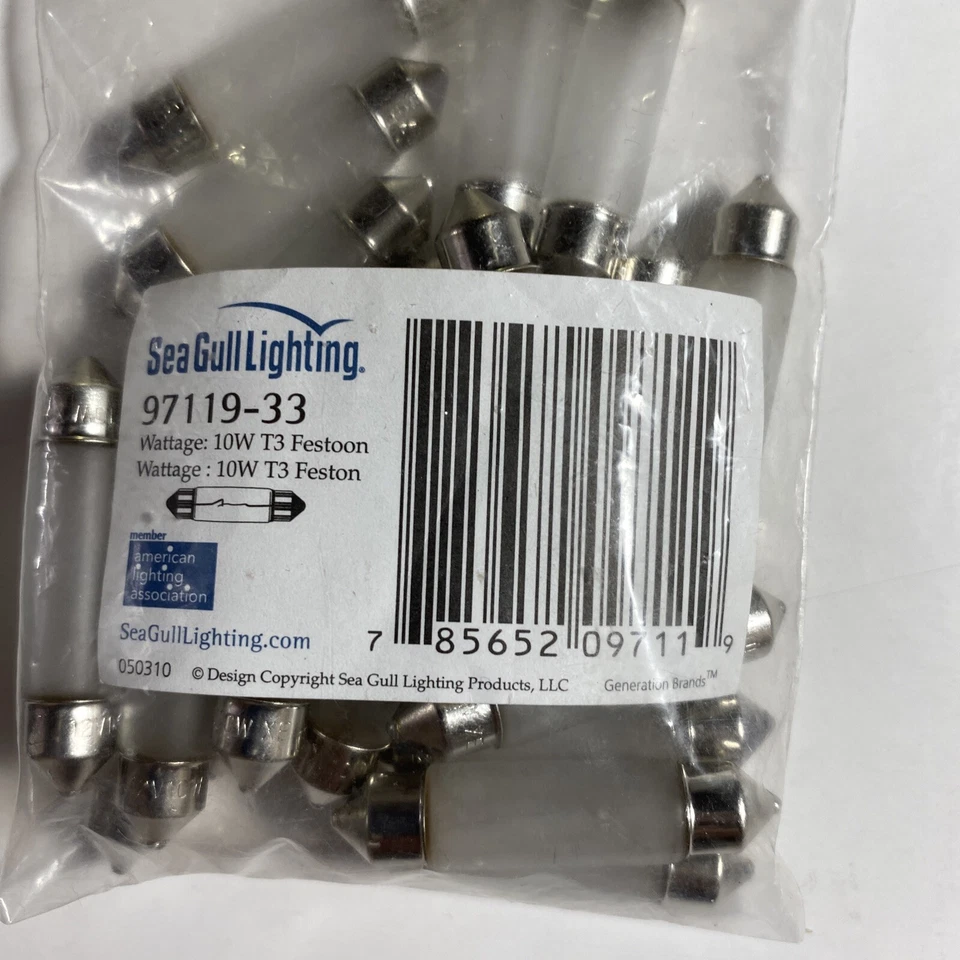 Sea Gull Lighting®
97119-33
Wattage: 10W T3 Festoon
Wattage : 10W T3 Feston
member
american
lighting
association
SeaGullLighting.com
7 85652 09711 9
050310 © Design Copyright Sea Gull Lighting Products, LLC Generation Brands™